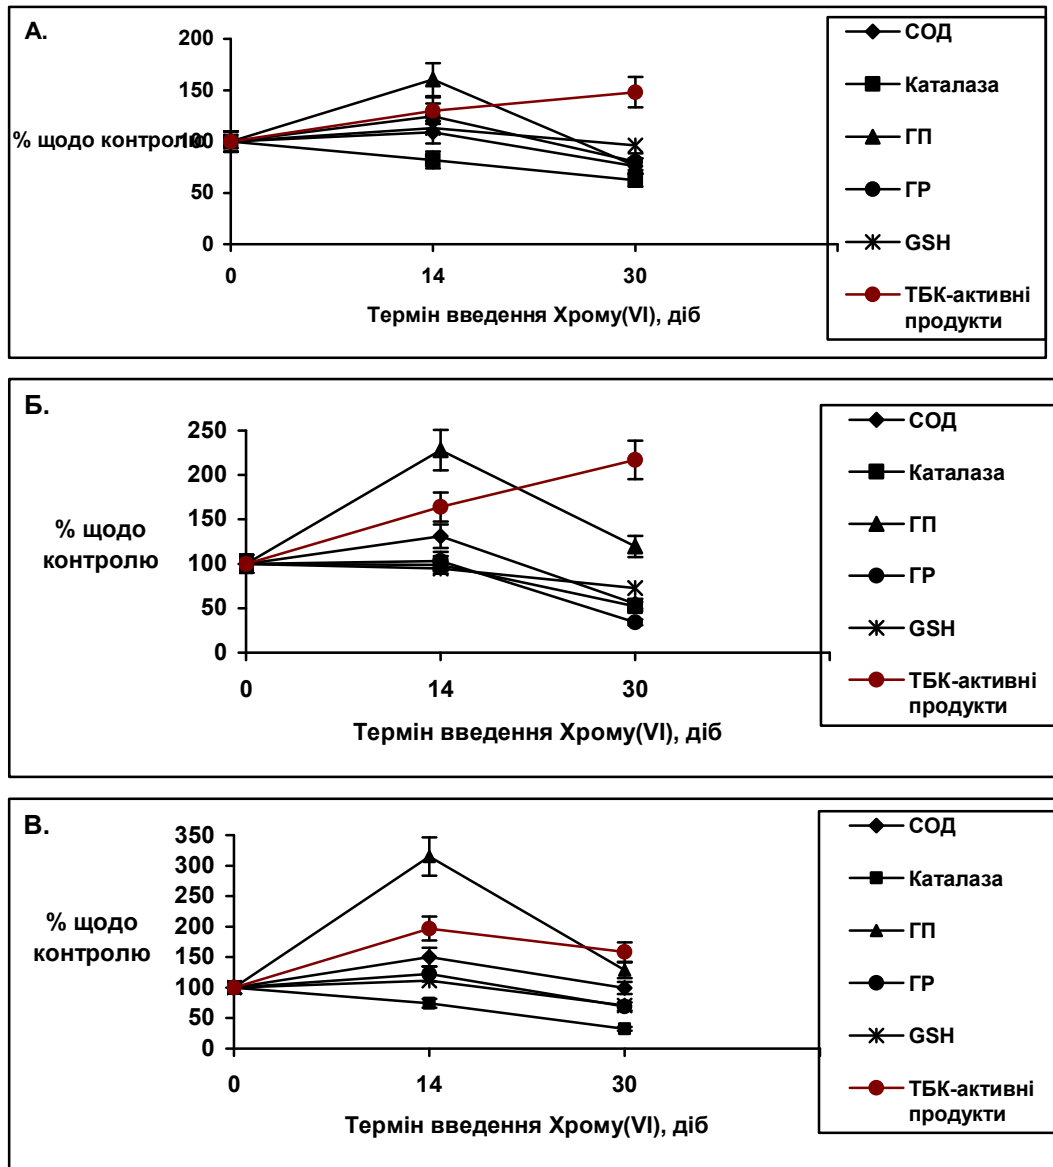 А.
200
150
% щодо контролю
100
50
0
0 14 30
Термін введення Хрому(VI), діб
СОД
Каталаза
ГП
ГР
GSH
ТБК-активні
продукти
Б.
250
200
150
100
50
0
% щодо
контролю
0 14 30
Термін введення Хрому(VI), діб
СОД
Каталаза
ГП
ГР
GSH
ТБК-активні
продукти
В.
350
300
250
200
150
100
50
0
% щодо
контролю
0 14 30
Термін введення Хрому(VI), діб
СОД
Каталаза
ГП
ГР
GSH
ТБК-активні
продукти